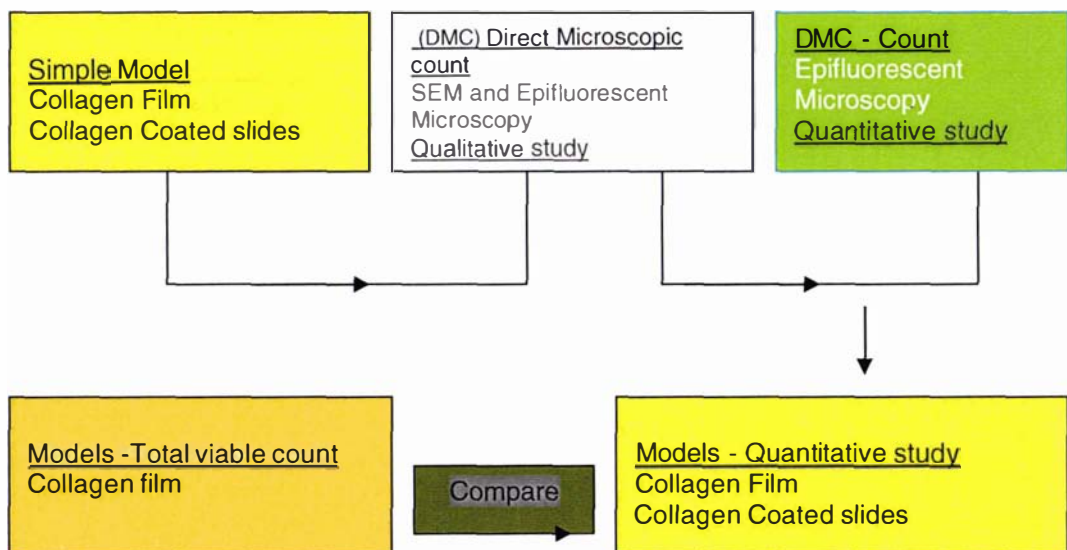 Simple Model
Collagen Film
Collagen Coated slides
(DMC) Direct Microscopic
count
SEM and Epifluorescent
Microscopy
Qualitative study
DMC - Count
Epifluorescent
Microscopy
Quantitative study
Models -Total viable count
Collagen film
Compare
Models - Quantitative study
Collagen Film
Collagen Coated slides